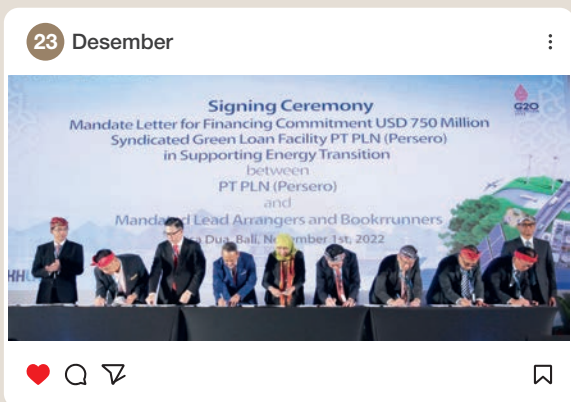 23 Desember
Signing Ceremony
Mandate Letter for Financing Commitment USD 750 Million
Syndicated Green Loan Facility PT PLN (Persero)
in Supporting Energy Transition
between
PT PLN (Persero)
and
Lead Arrangers and Bookrrunners
Dua, Bali, 1st, 2022
G20